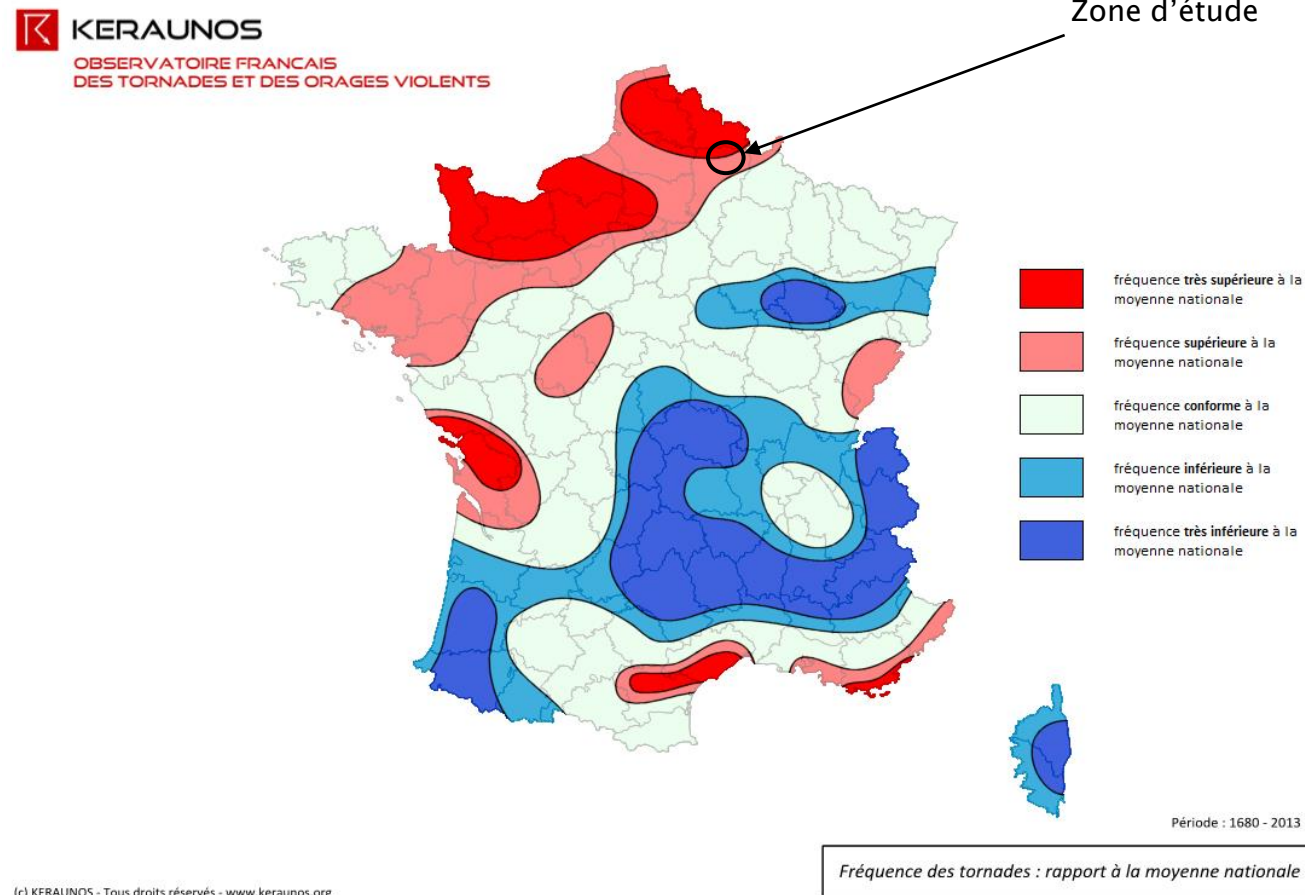 Zone d'étude
KERAUNOS
OBSERVATOIRE FRANCAIS
DES TORNADES ET DES ORAGES VIOLENTS
fréquence très supérieure à la
moyenne nationale
fréquence supérieure à la
moyenne nationale
fréquence conforme à la
moyenne nationale
fréquence inférieure à la
moyenne nationale
fréquence très inférieure à la
moyenne nationale
Période : 1680 - 2013
Fréquence des tornades : rapport à la moyenne nationale
(c) KERAUNOS - Tous droits réservés - www.keraunos.org